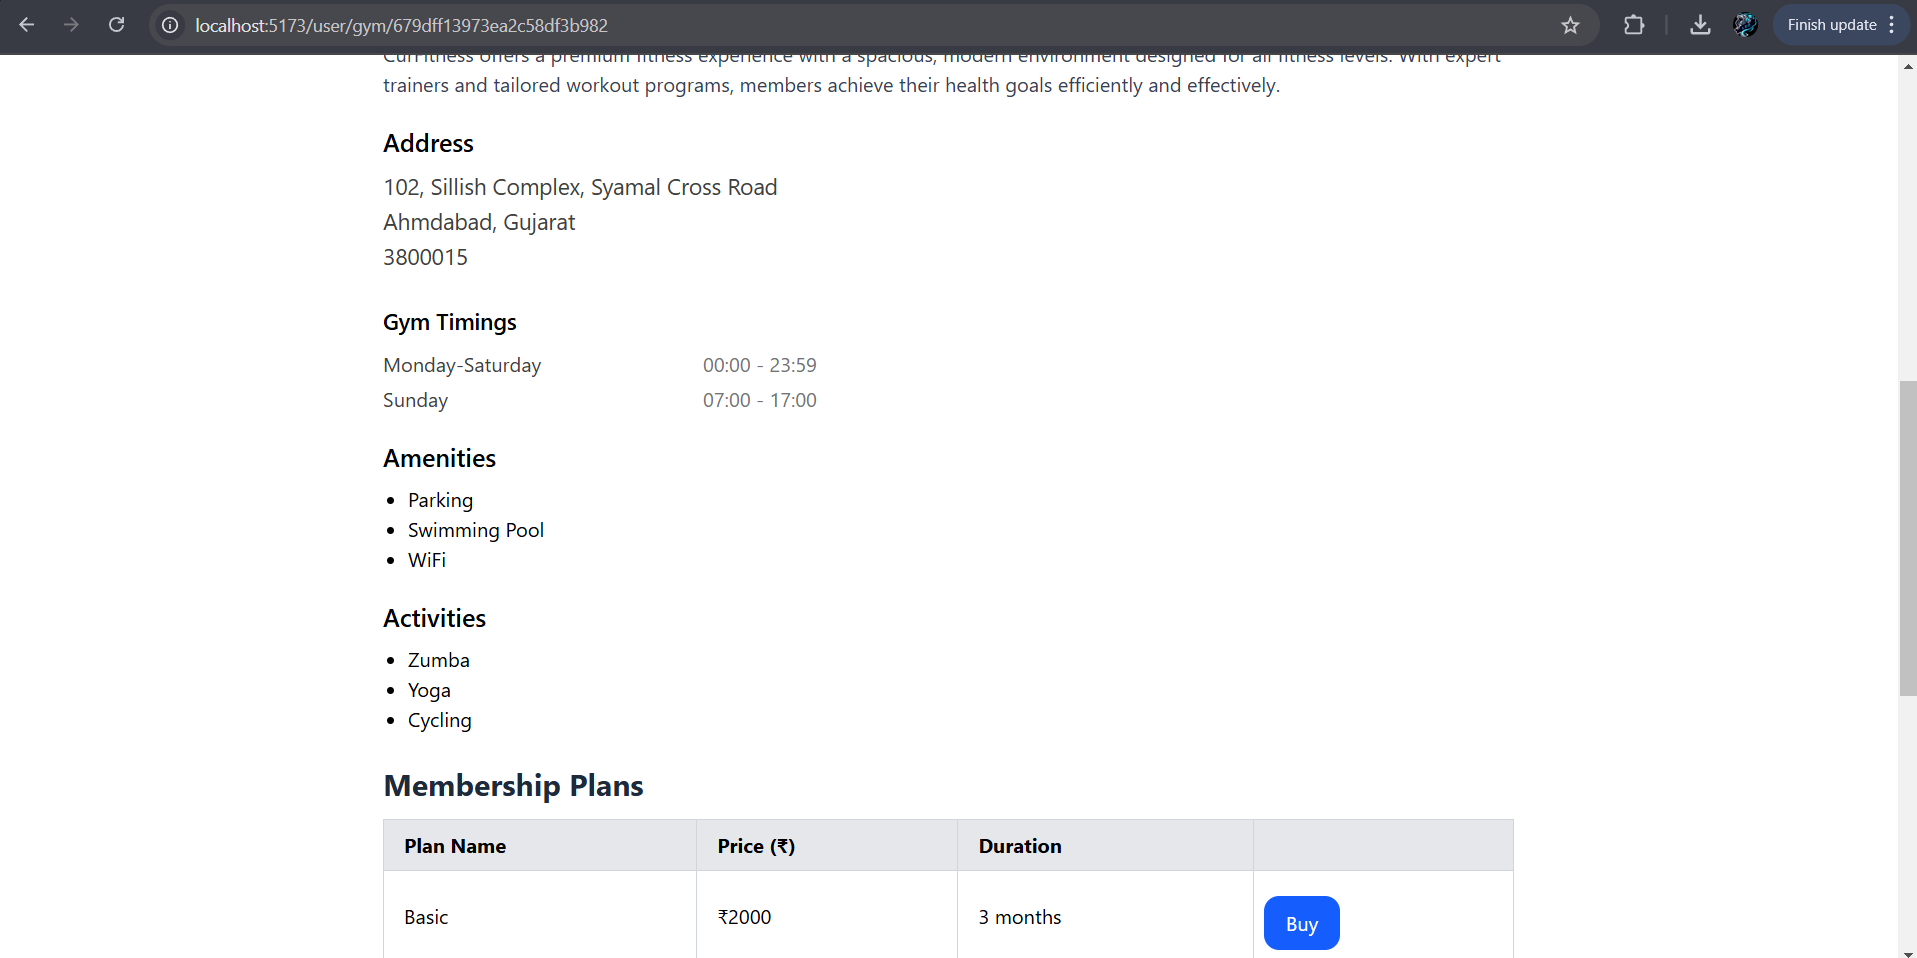 localhost:5173/user/gym/679dff13973ea2c58df3b982
Finish update
CurFitness offers a premium fitness experience with a spacious, modern environment designed for all fitness levels. With expert
trainers and tailored workout programs, members achieve their health goals efficiently and effectively.
Address
102, Sillish Complex, Syamal Cross Road
Ahmdabad, Gujarat
3800015
Gym Timings
Monday-Saturday 00:00 - 23:59
Sunday 07:00 - 17:00
Amenities
• Parking
• Swimming Pool
• WiFi
Activities
• Zumba
• Yoga
• Cycling
Membership Plans
Plan Name Price (₹) Duration
Basic ₹2000 3 months Buy